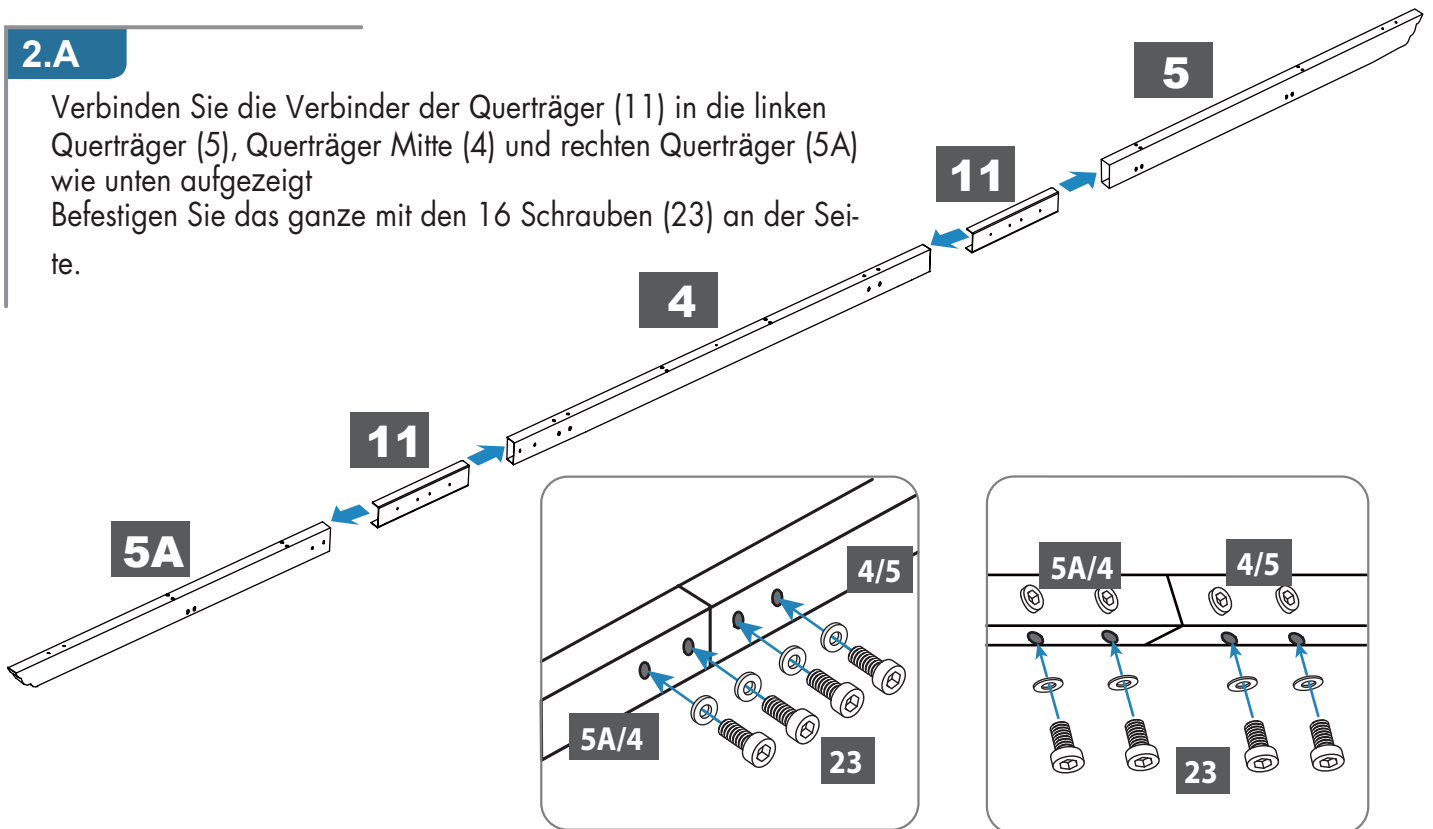 2.A
Verbinden Sie die Verbinder der Querträger (11) in die linken
Querträger (5), Querträger Mitte (4) und rechten Querträger (5A)
wie unten aufgezeigt
Befestigen Sie das ganze mit den 16 Schrauben (23) an der Sei-
te.
5
11
4
11
5A
4/5
5A/4
23
5A/4
4/5
23